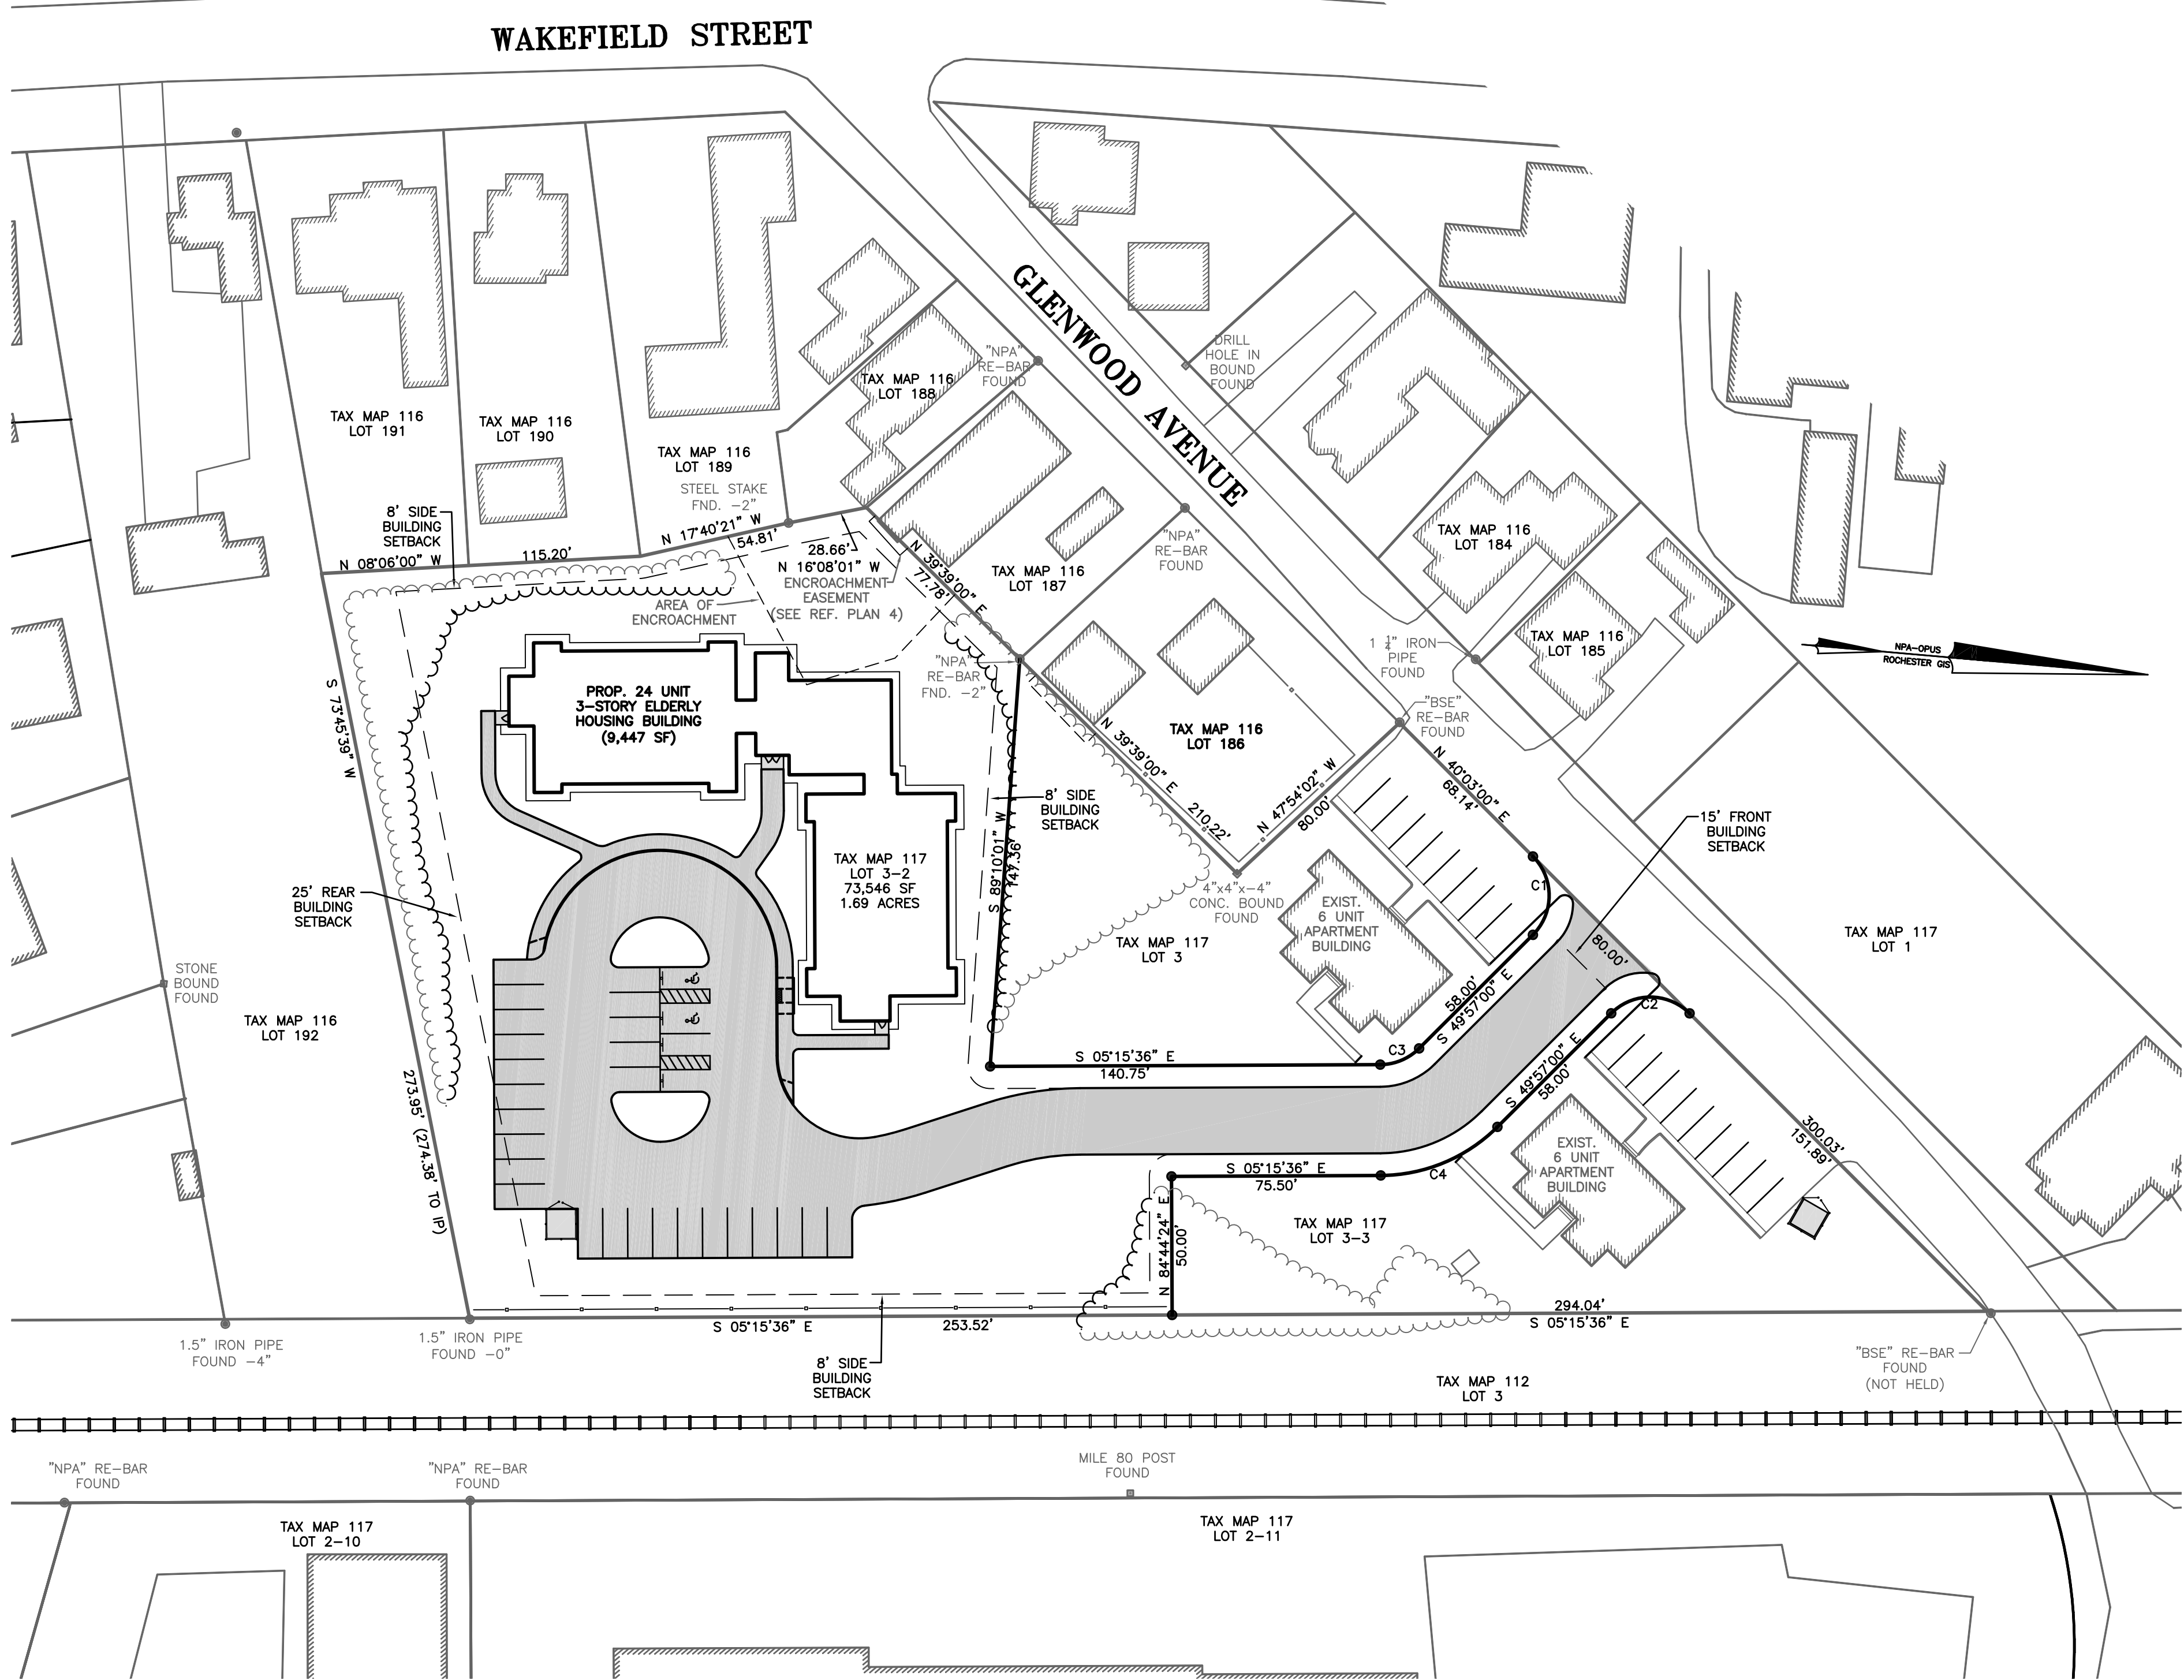 WAKEFIELD STREET
GLENWOOD AVENUE
"NPA"
RE-BAR
FOUND
DRILL
HOLE IN
BOUND
FOUND
TAX MAP 116
LOT 188
TAX MAP 116
LOT 191
TAX MAP 116
LOT 190
TAX MAP 116
LOT 189
STEEL STAKE
FND. -2"
8' SIDE
BUILDING
SETBACK
N 17°40'21" W
54.81'
N 08°06'00" W
115.20'
28.66'
N 16°08'01" W
ENCROACHMENT
EASEMENT
(SEE REF. PLAN 4)
AREA OF
ENCROACHMENT
N 39°39'00" E
77.78'
TAX MAP 116
LOT 187
"NPA"
RE-BAR
FOUND
TAX MAP 116
LOT 184
TAX MAP 116
LOT 185
1 1/4" IRON
PIPE
FOUND
NPA-OPUS
ROCHESTER GIS
"NPA"
RE-BAR
FND. -2"
PROP. 24 UNIT
3-STORY ELDERLY
HOUSING BUILDING
(9,447 SF)
S 73°45'39" W
273.95' (274.38' TO IP)
TAX MAP 116
LOT 186
"BSE"
RE-BAR
FOUND
N 39°39'00" E
210.22'
N 47°54'02" W
80.00'
N 40°03'00" E
68.14'
8' SIDE
BUILDING
SETBACK
S 89°10'01" W
147.36'
15' FRONT
BUILDING
SETBACK
TAX MAP 117
LOT 3-2
73,546 SF
1.69 ACRES
25' REAR
BUILDING
SETBACK
4"x4"x-4"
CONC. BOUND
FOUND
C1
EXIST.
6 UNIT
APARTMENT
BUILDING
TAX MAP 117
LOT 3
TAX MAP 117
LOT 1
80.00'
STONE
BOUND
FOUND
TAX MAP 116
LOT 192
58.00'
S 49°57'00" E
C2
C3
S 05°15'36" E
140.75'
S 49°57'00" E
58.00'
300.03'
151.89'
EXIST.
6 UNIT
APARTMENT
BUILDING
C4
S 05°15'36" E
75.50'
N 84°44'24" E
50.00'
TAX MAP 117
LOT 3-3
294.04'
S 05°15'36" E
S 05°15'36" E
253.52'
1.5" IRON PIPE
FOUND -4"
1.5" IRON PIPE
FOUND -0"
8' SIDE
BUILDING
SETBACK
"BSE" RE-BAR
FOUND
(NOT HELD)
TAX MAP 112
LOT 3
"NPA" RE-BAR
FOUND
"NPA" RE-BAR
FOUND
MILE 80 POST
FOUND
TAX MAP 117
LOT 2-10
TAX MAP 117
LOT 2-11